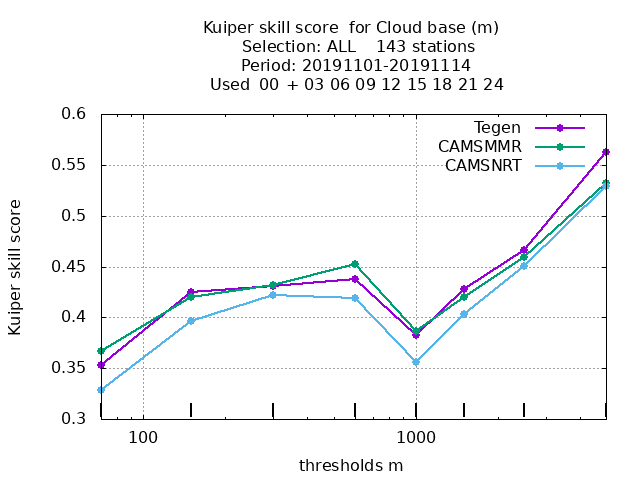 Kuiper skill score  for Cloud base (m)
Selection: ALL    143 stations
Period: 20191101-20191114
Used  00 + 03 06 09 12 15 18 21 24
Tegen
CAMSMMR
CAMSNRT
0.6
0.55
0.5
0.45
0.4
0.35
0.3
Kuiper skill score
100
1000
thresholds m